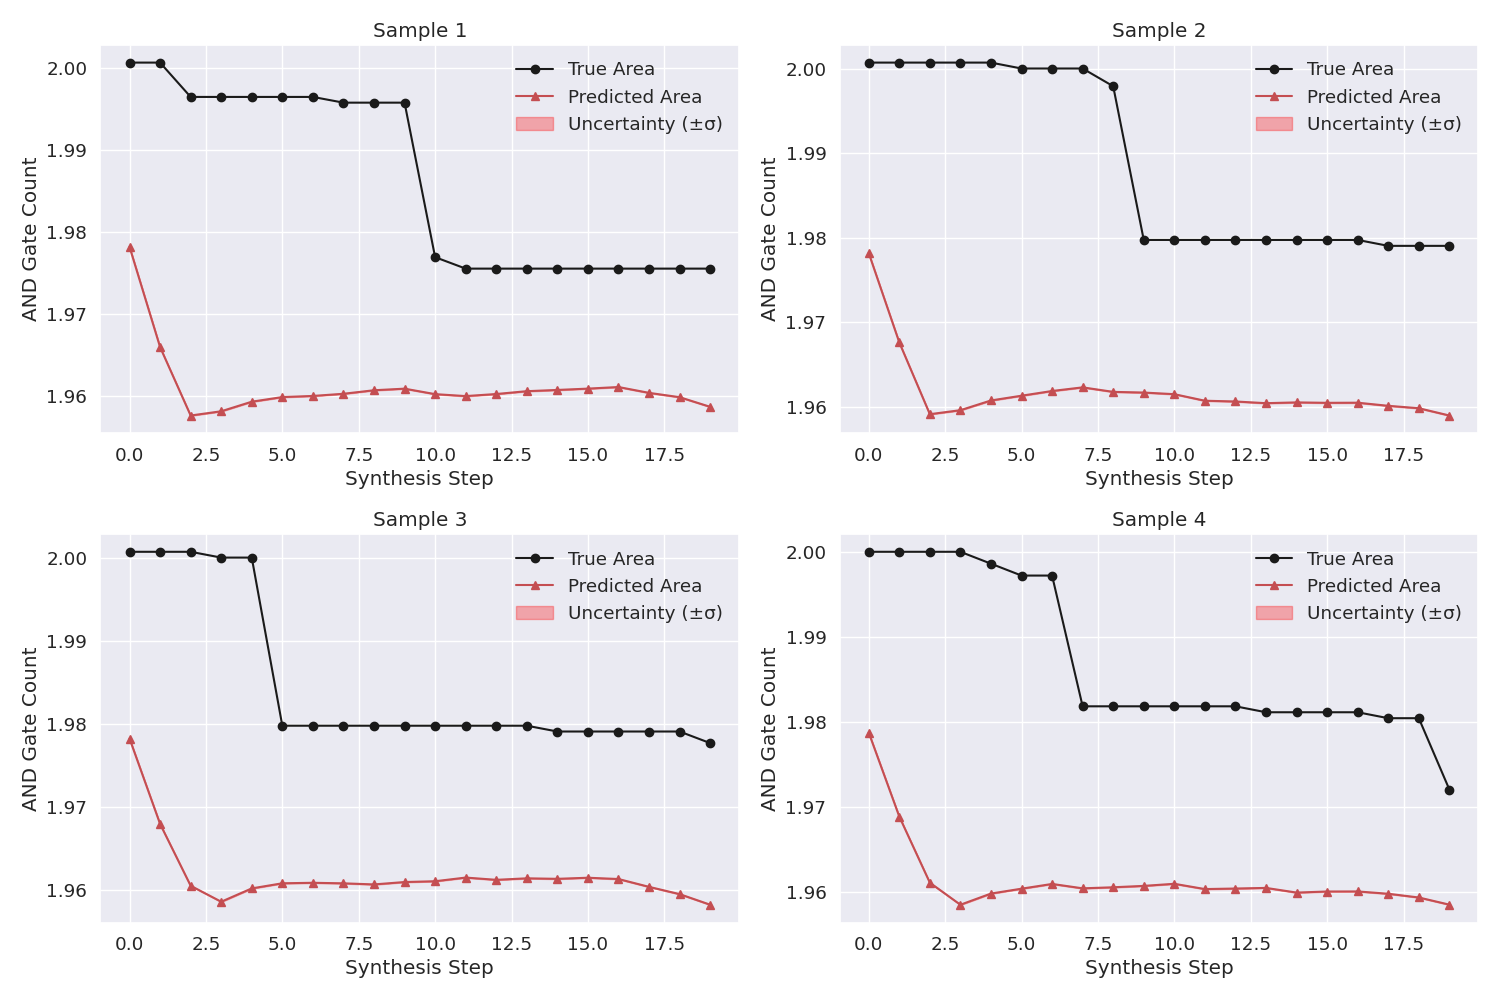 Sample 1
2.00
1.99
1.98
1.97
1.96
AND Gate Count
True Area
Predicted Area
Uncertainty (±σ)
0.0 2.5 5.0 7.5 10.0 12.5 15.0 17.5
Synthesis Step
Sample 2
2.00
1.99
1.98
1.97
1.96
AND Gate Count
True Area
Predicted Area
Uncertainty (±σ)
0.0 2.5 5.0 7.5 10.0 12.5 15.0 17.5
Synthesis Step
Sample 3
2.00
1.99
1.98
1.97
1.96
AND Gate Count
True Area
Predicted Area
Uncertainty (±σ)
0.0 2.5 5.0 7.5 10.0 12.5 15.0 17.5
Synthesis Step
Sample 4
2.00
1.99
1.98
1.97
1.96
AND Gate Count
True Area
Predicted Area
Uncertainty (±σ)
0.0 2.5 5.0 7.5 10.0 12.5 15.0 17.5
Synthesis Step